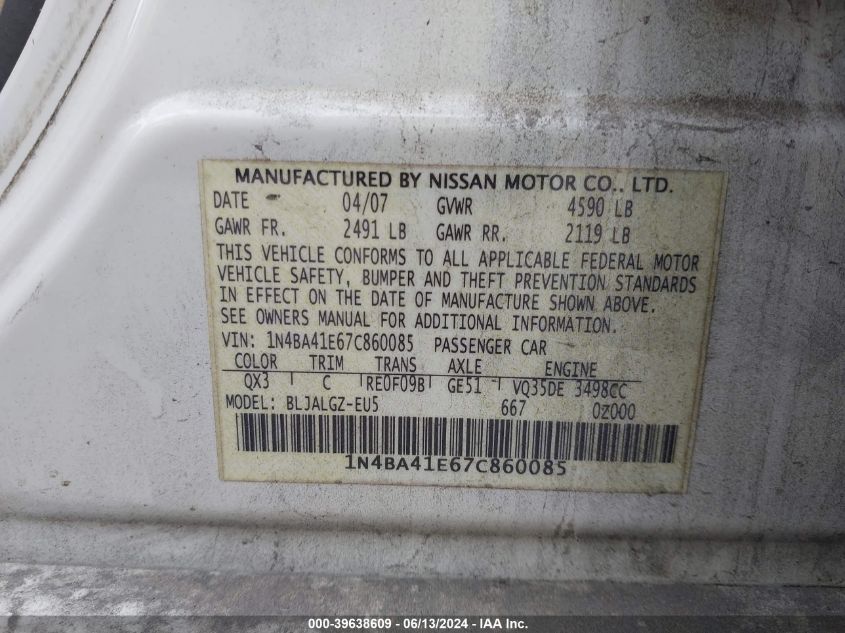 MANUFACTURED BY NISSAN MOTOR CO., LTD.
DATE 04/07 GVWR 4590 LB
GAWR FR. 2491 LB GAWR RR. 2119 LB
THIS VEHICLE CONFORMS TO ALL APPLICABLE FEDERAL MOTOR
VEHICLE SAFETY, BUMPER AND THEFT PREVENTION STANDARDS
IN EFFECT ON THE DATE OF MANUFACTURE SHOWN ABOVE.
SEE OWNERS MANUAL FOR ADDITIONAL INFORMATION.
VIN: 1N4BA41E67C860085 PASSENGER CAR
COLOR TRIM TRANS AXLE ENGINE
QX3 C RE0F09B GE51 VQ35DE 3498CC
MODEL: BLJALGZ-EU5 667 0Z000
1N4BA41E67C860085
000-39638609 - 06/13/2024 - IAA Inc.